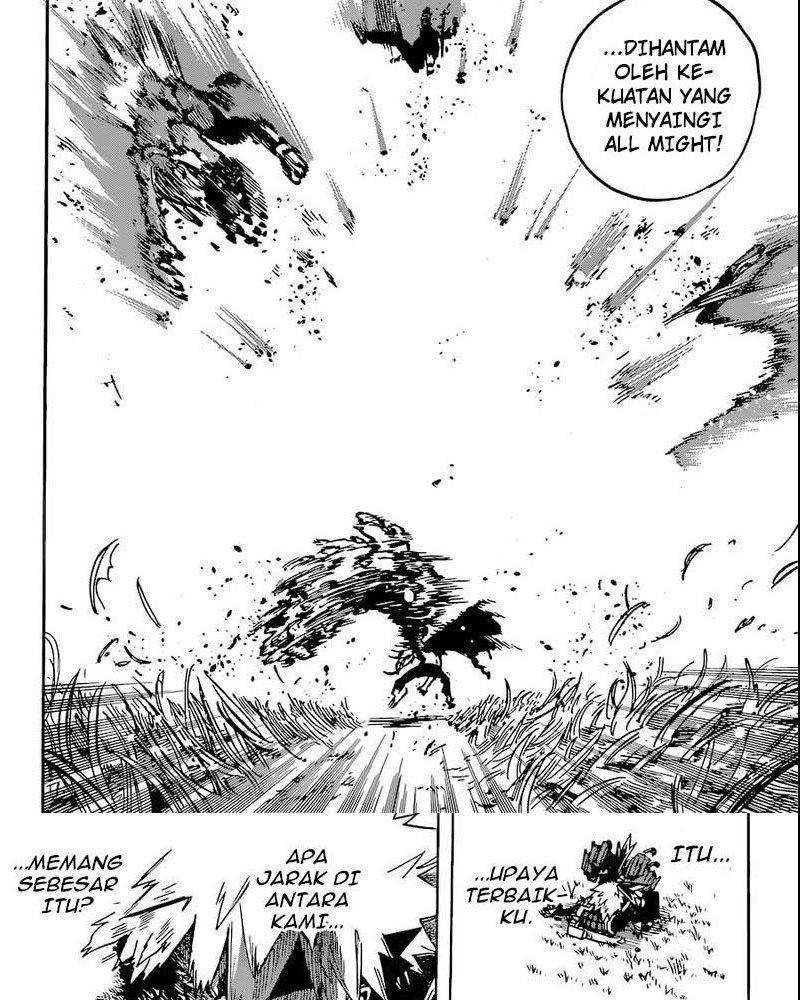 ...DIHANTAM
OLEH KE-
KUATAN YANG
MENYAINGI
ALL MIGHT!
ITU...
...UPAYA
TERBAIK-
KU.
APA
JARAK DI
ANTARA
KAMI...
...MEMANG
SEBESAR
ITU?